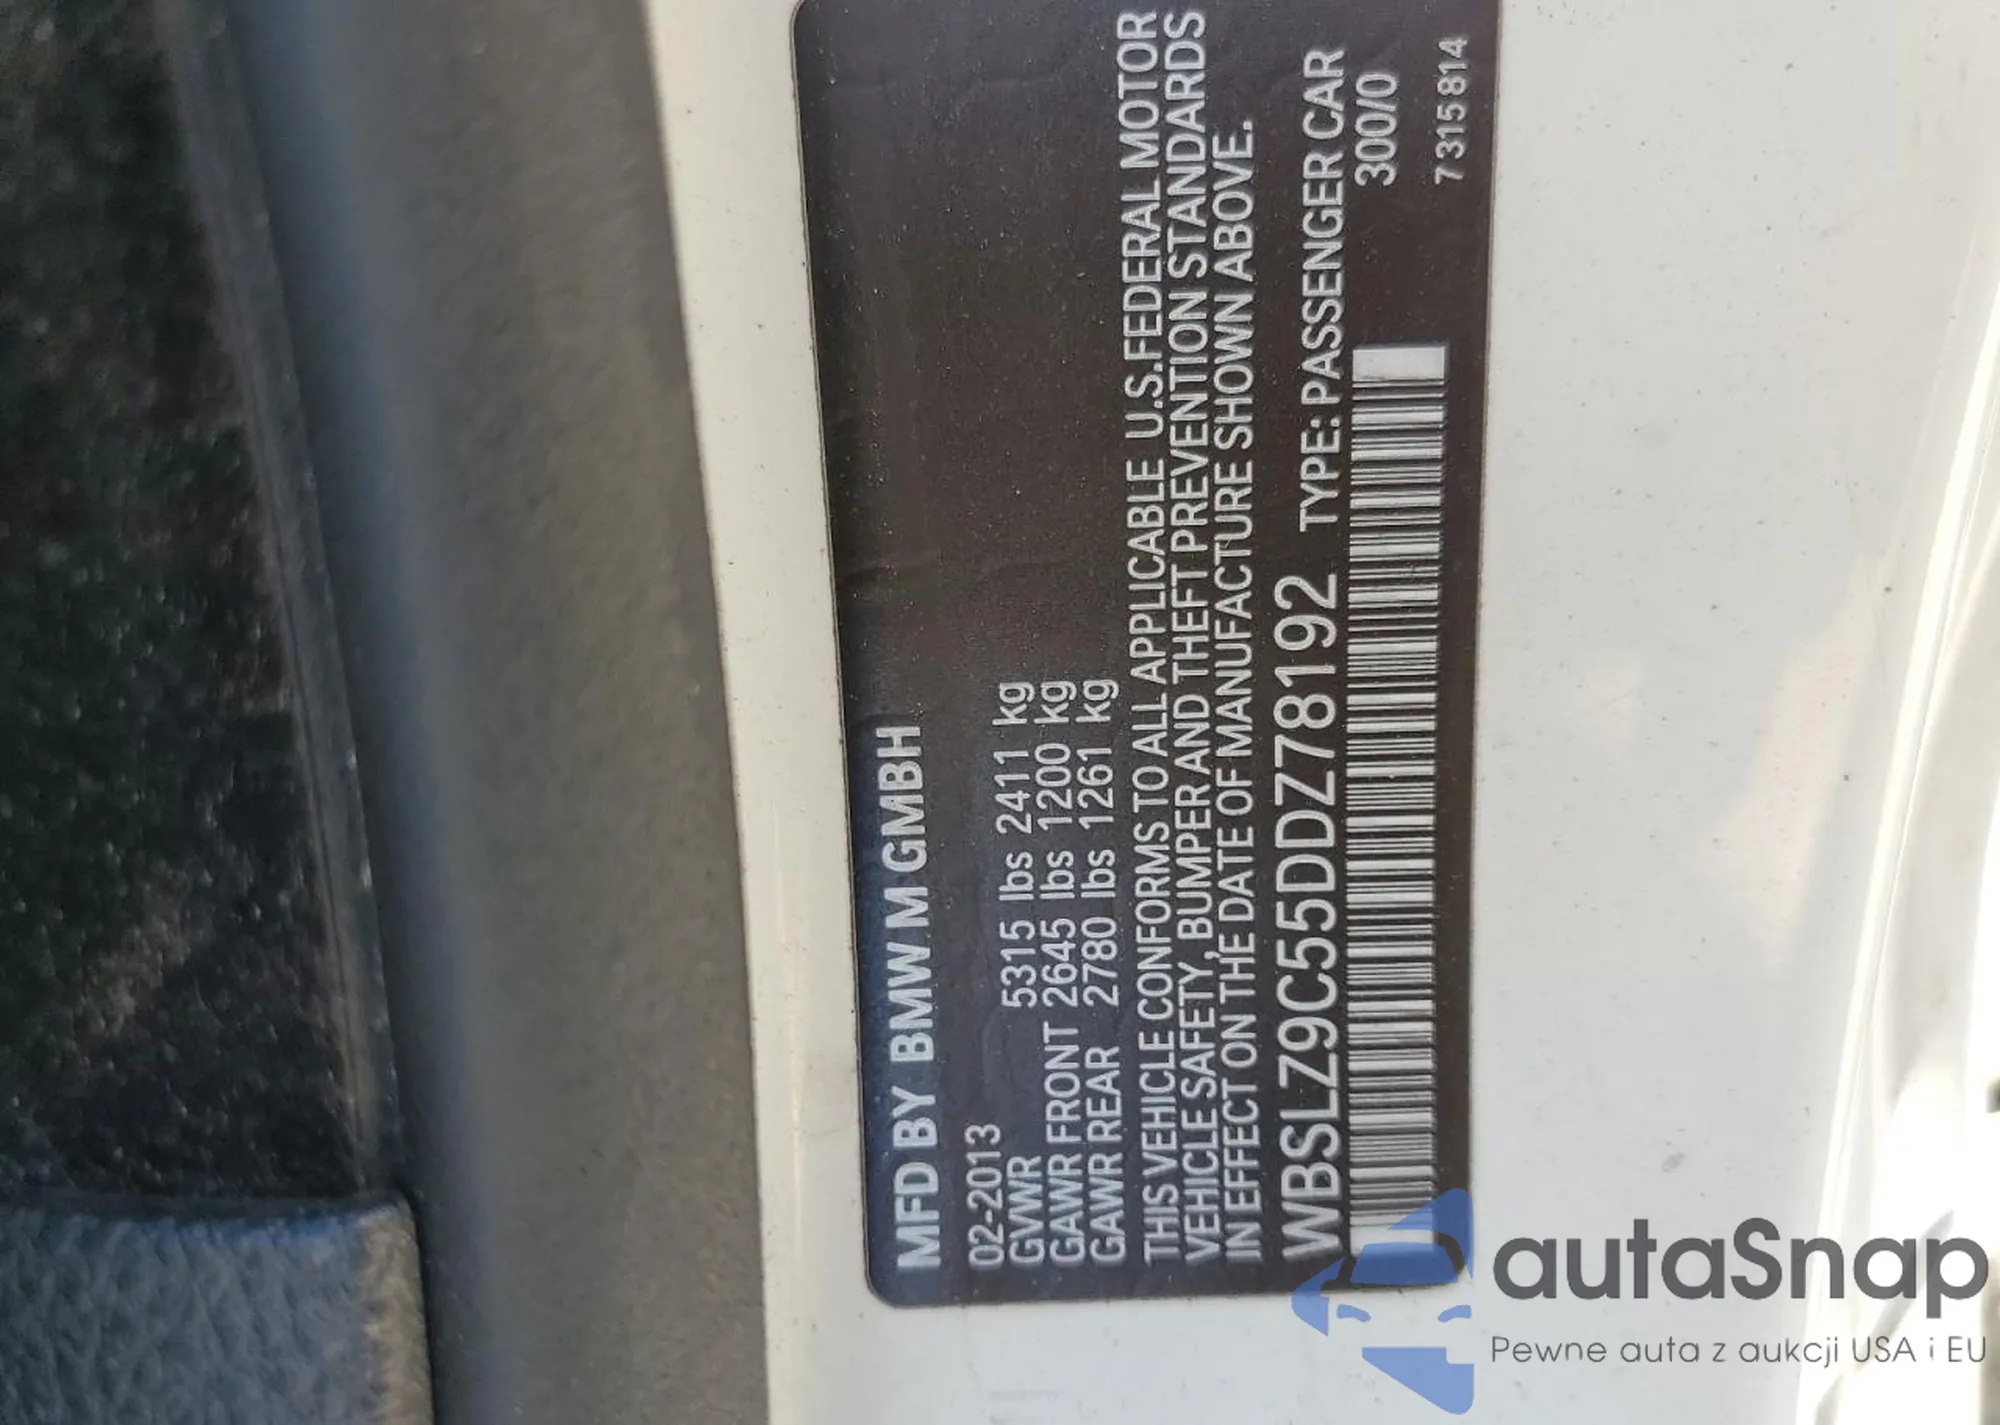 MFD BY BMW M GMBH
02-2013
GVWR 5315 lbs 2411 kg
GAWR FRONT 2645 lbs 1200 kg
GAWR REAR 2780 lbs 1261 kg
THIS VEHICLE CONFORMS TO ALL APPLICABLE U.S.FEDERAL MOTOR
VEHICLE SAFETY, BUMPER AND THEFT PREVENTION STANDARDS
IN EFFECT ON THE DATE OF MANUFACTURE SHOWN ABOVE.
WBSLZ9C55DDZ78192 TYPE: PASSENGER CAR
300/0
7315814
autaSnap
Pewne auta z aukcji USA i EU